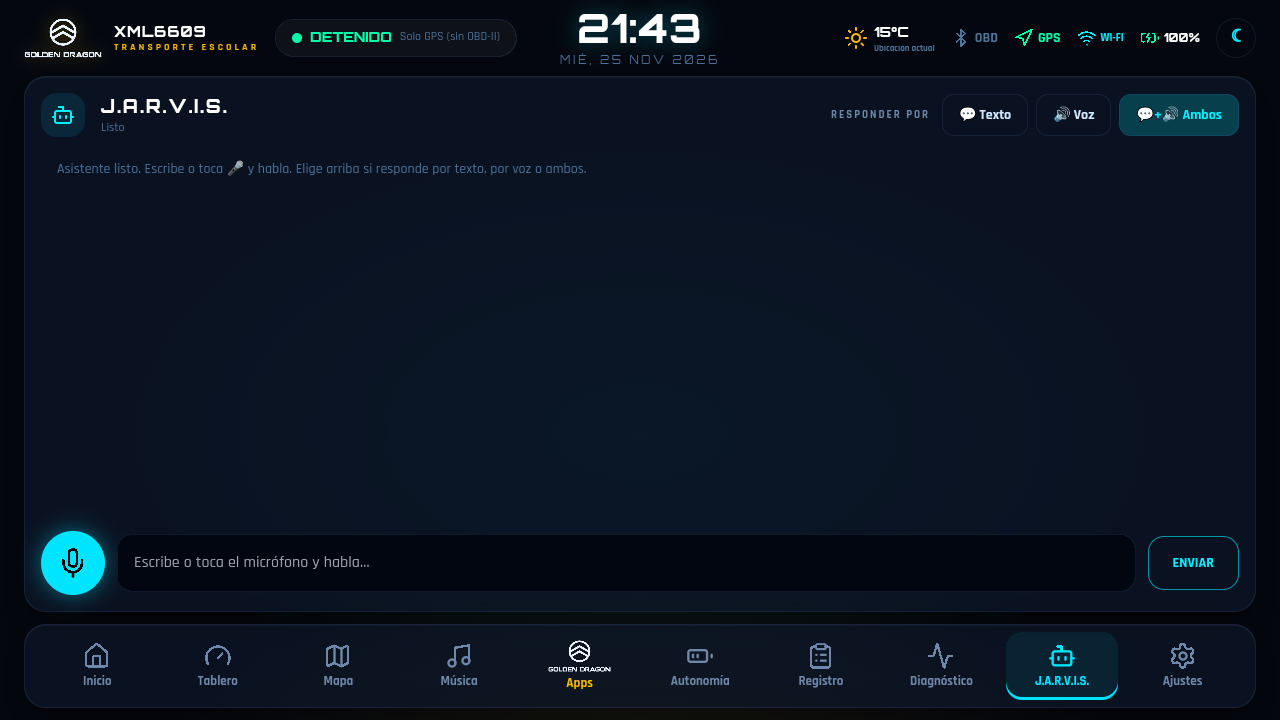 GOLDEN DRAGON
XML6609
TRANSPORTE ESCOLAR
DETENIDO Solo GPS (sin OBD-II)
21:43
MIÉ, 25 NOV 2026
15°C
Ubicacion actual
OBD
GPS
WI-FI
100%
J.A.R.V.I.S.
Listo
RESPONDER POR
💬 Texto
🔊 Voz
💬+🔊 Ambos
Asistente listo. Escribe o toca 🎤 y habla. Elige arriba si responde por texto, por voz o ambos.
Escribe o toca el micrófono y habla...
ENVIAR
Inicio
Tablero
Mapa
Música
GOLDEN DRAGON
Apps
Autonomía
Registro
Diagnóstico
J.A.R.V.I.S.
Ajustes